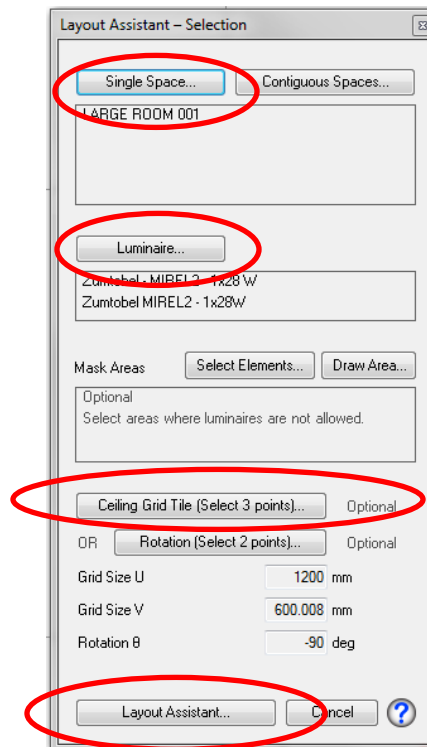 Layout Assistant – Selection
Single Space... Contiguous Spaces...
LARGE ROOM 001
Luminaire...
Zumtobel - MIREL2 - 1x28 W
Zumtobel MIREL2 - 1x28W
Mask Areas Select Elements... Draw Area...
Optional
Select areas where luminaires are not allowed.
Ceiling Grid Tile (Select 3 points)... Optional
OR Rotation (Select 2 points)... Optional
Grid Size U 1200 mm
Grid Size V 600.008 mm
Rotation θ -90 deg
Layout Assistant... Cancel ?